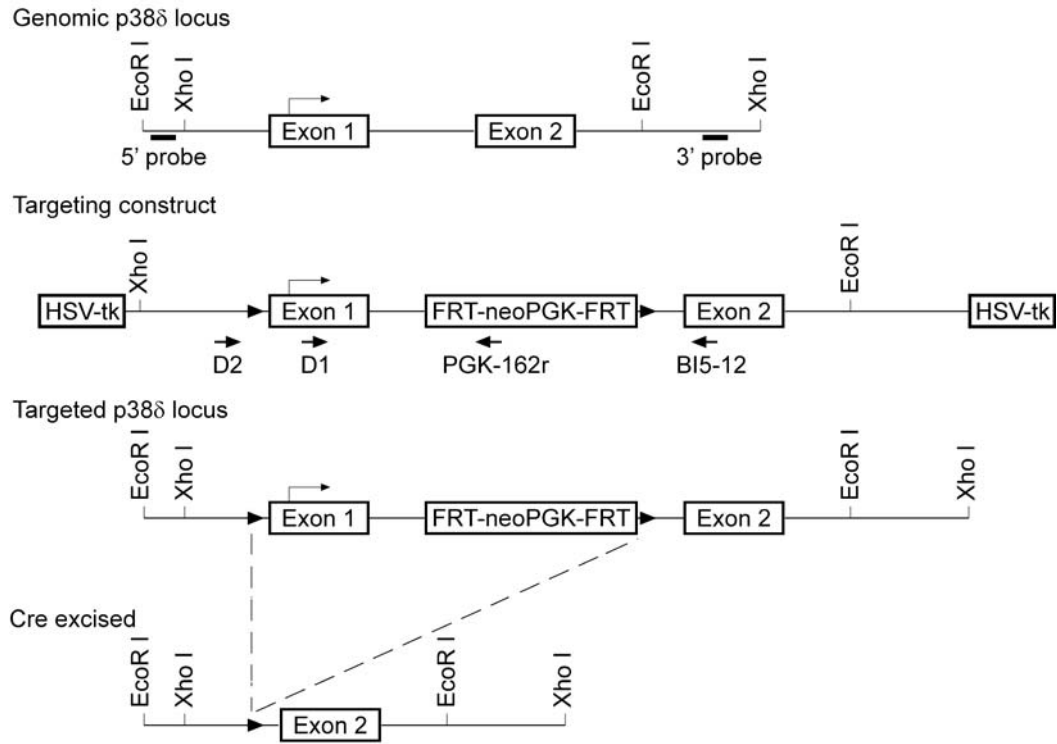 Genomic p38δ locus
EcoR I
Xho I
EcoR I
Xho I
Exon 1
Exon 2
5' probe
3' probe
Targeting construct
Xho I
EcoR I
HSV-tk
Exon 1
FRT-neoPGK-FRT
Exon 2
HSV-tk
D2
D1
PGK-162r
BI5-12
Targeted p38δ locus
EcoR I
Xho I
EcoR I
Xho I
Exon 1
FRT-neoPGK-FRT
Exon 2
Cre excised
EcoR I
Xho I
EcoR I
Xho I
Exon 2